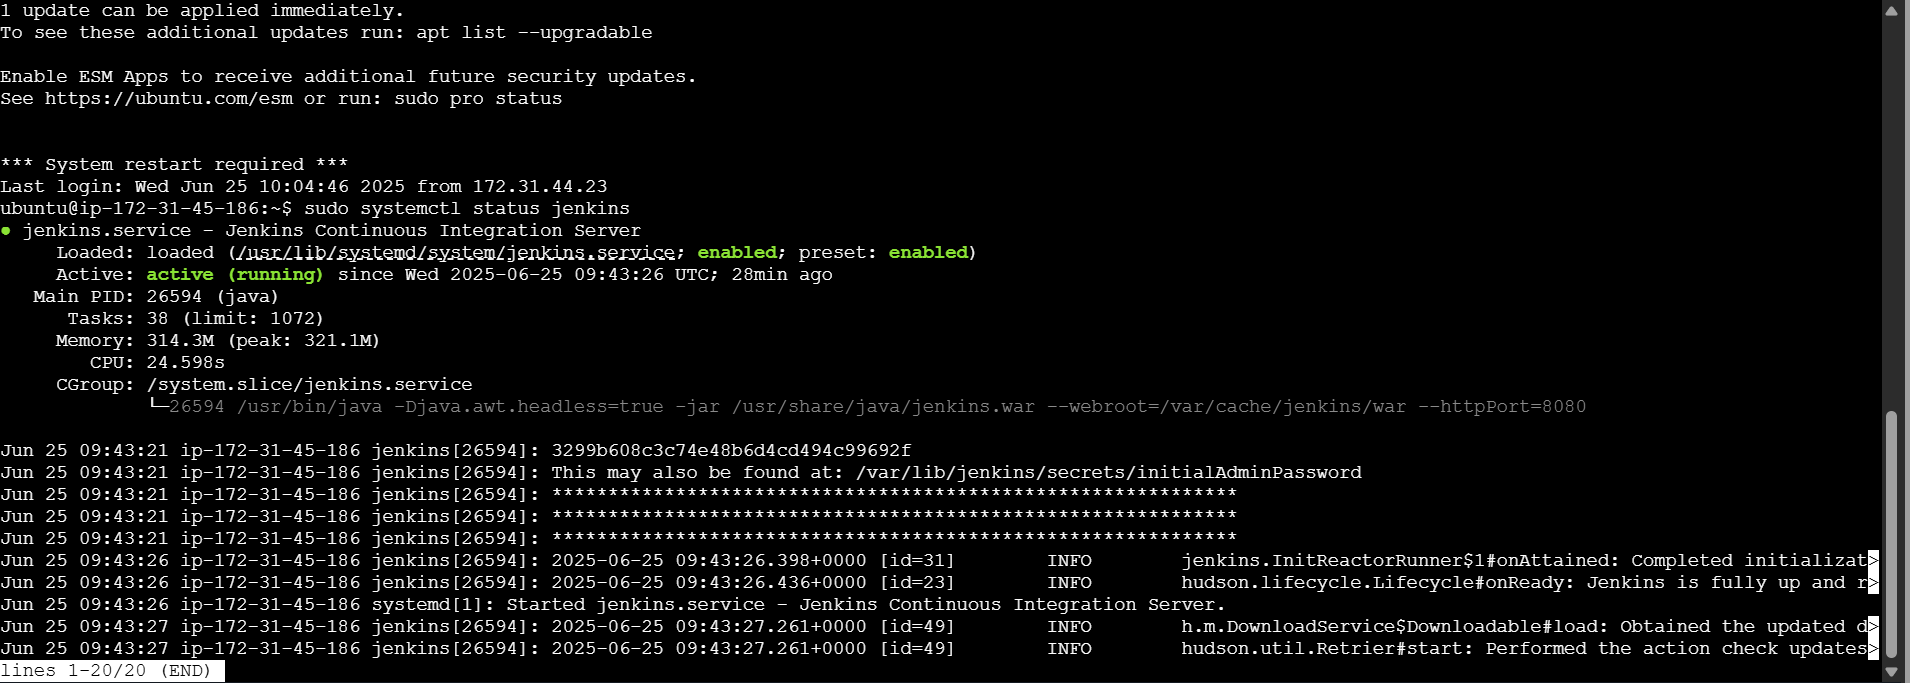 1 update can be applied immediately.
To see these additional updates run: apt list --upgradable
Enable ESM Apps to receive additional future security updates.
See https://ubuntu.com/esm or run: sudo pro status
*** System restart required ***
Last login: Wed Jun 25 10:04:46 2025 from 172.31.44.23
ubuntu@ip-172-31-45-186:~$ sudo systemctl status jenkins
● jenkins.service - Jenkins Continuous Integration Server
     Loaded: loaded (/usr/lib/systemd/system/jenkins.service; enabled; preset: enabled)
     Active: active (running) since Wed 2025-06-25 09:43:26 UTC; 28min ago
   Main PID: 26594 (java)
      Tasks: 38 (limit: 1072)
     Memory: 314.3M (peak: 321.1M)
        CPU: 24.598s
     CGroup: /system.slice/jenkins.service
             └─26594 /usr/bin/java -Djava.awt.headless=true -jar /usr/share/java/jenkins.war --webroot=/var/cache/jenkins/war --httpPort=8080
Jun 25 09:43:21 ip-172-31-45-186 jenkins[26594]: 3299b608c3c74e48b6d4cd494c99692f
Jun 25 09:43:21 ip-172-31-45-186 jenkins[26594]: This may also be found at: /var/lib/jenkins/secrets/initialAdminPassword
Jun 25 09:43:21 ip-172-31-45-186 jenkins[26594]: *************************************************************
Jun 25 09:43:21 ip-172-31-45-186 jenkins[26594]: *************************************************************
Jun 25 09:43:21 ip-172-31-45-186 jenkins[26594]: *************************************************************
Jun 25 09:43:26 ip-172-31-45-186 jenkins[26594]: 2025-06-25 09:43:26.398+0000 [id=31]        INFO        jenkins.InitReactorRunner$1#onAttained: Completed initializat>
Jun 25 09:43:26 ip-172-31-45-186 jenkins[26594]: 2025-06-25 09:43:26.436+0000 [id=23]        INFO        hudson.lifecycle.Lifecycle#onReady: Jenkins is fully up and r>
Jun 25 09:43:26 ip-172-31-45-186 systemd[1]: Started jenkins.service - Jenkins Continuous Integration Server.
Jun 25 09:43:27 ip-172-31-45-186 jenkins[26594]: 2025-06-25 09:43:27.261+0000 [id=49]        INFO        h.m.DownloadService$Downloadable#load: Obtained the updated d>
Jun 25 09:43:27 ip-172-31-45-186 jenkins[26594]: 2025-06-25 09:43:27.261+0000 [id=49]        INFO        hudson.util.Retrier#start: Performed the action check updates>
lines 1-20/20 (END)